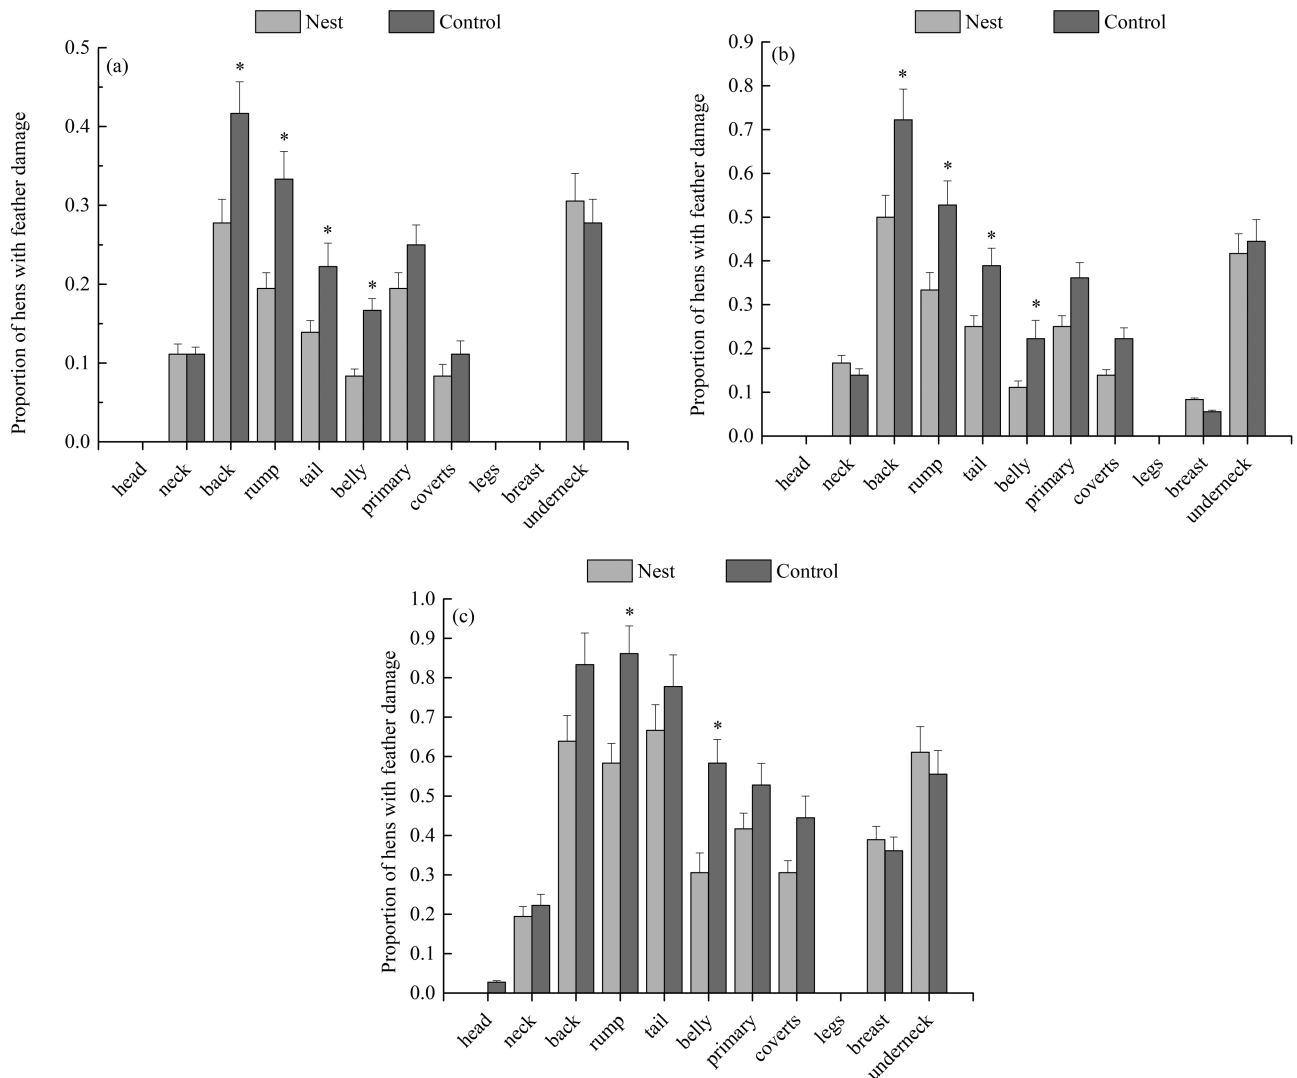 Nest Control
(a)
Proportion of hens with feather damage
0.5
0.4
0.3
0.2
0.1
0.0
* * * *
head neck back rump tail belly primary coverts legs breast underneck
Nest Control
(b)
Proportion of hens with feather damage
0.9
0.8
0.7
0.6
0.5
0.4
0.3
0.2
0.1
0.0
* * * *
head neck back rump tail belly primary coverts legs breast underneck
Nest Control
(c)
Proportion of hens with feather damage
1.0
0.9
0.8
0.7
0.6
0.5
0.4
0.3
0.2
0.1
0.0
* *
head neck back rump tail belly primary coverts legs breast underneck